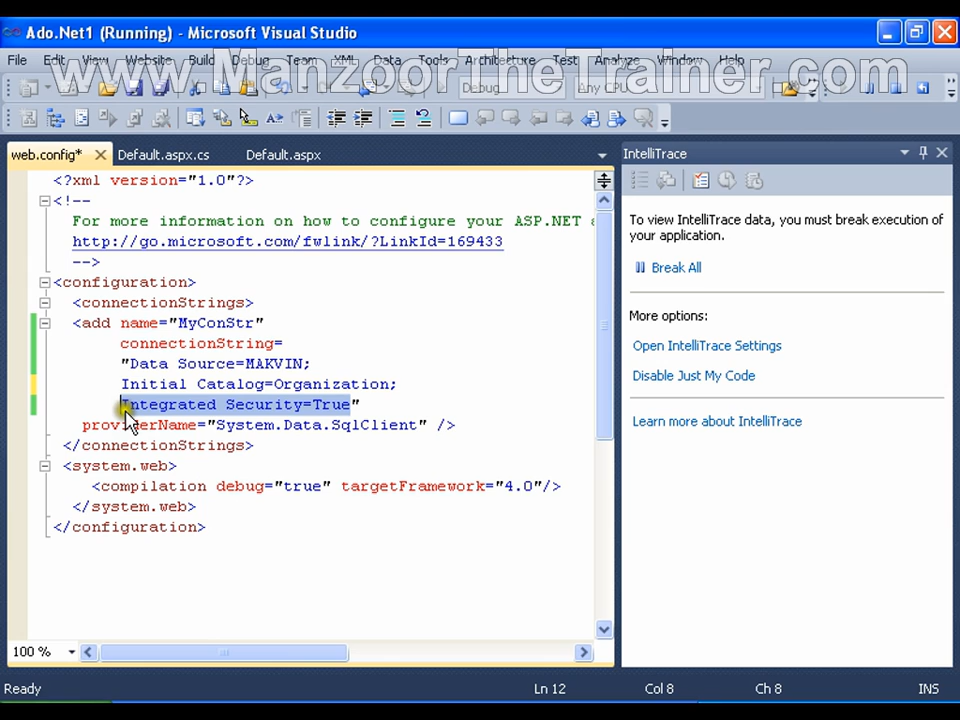 Ado.Net1 (Running) - Microsoft Visual Studio
File Edit View Website Build Debug Team XML Data Tools Architecture Test Analyze Window Help
www.ManzoorTheTrainer.com
Debug Any CPU
web.config* Default.aspx.cs Default.aspx
IntelliTrace
<?xml version="1.0"?>
<!--
For more information on how to configure your ASP.NET a
http://go.microsoft.com/fwlink/?LinkId=169433
-->
<configuration>
<connectionStrings>
<add name="MyConStr"
connectionString=
"Data Source=MAKVIN;
Initial Catalog=Organization;
Integrated Security=True"
providerName="System.Data.SqlClient" />
</connectionStrings>
<system.web>
<compilation debug="true" targetFramework="4.0"/>
</system.web>
</configuration>
To view IntelliTrace data, you must break execution of
your application.
Break All
More options:
Open IntelliTrace Settings
Disable Just My Code
Learn more about IntelliTrace
100 %
Ready Ln 12 Col 8 Ch 8 INS